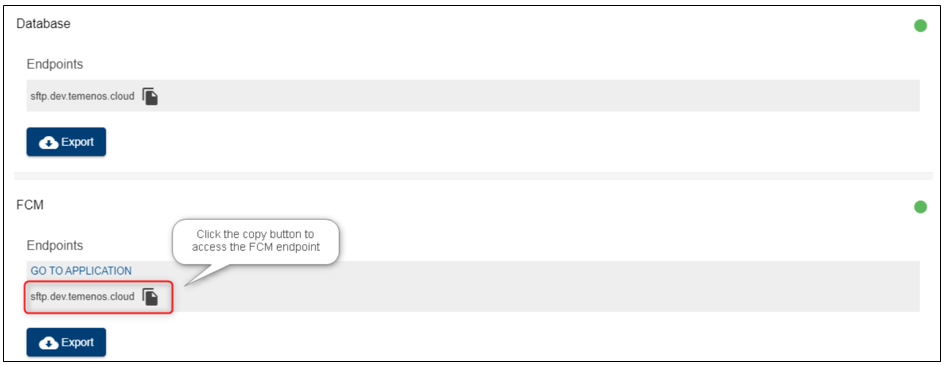 Database
Endpoints
sftp.dev.temenos.cloud
Export
FCM
Click the copy button to
access the FCM endpoint
Endpoints
GO TO APPLICATION
sftp.dev.temenos.cloud
Export